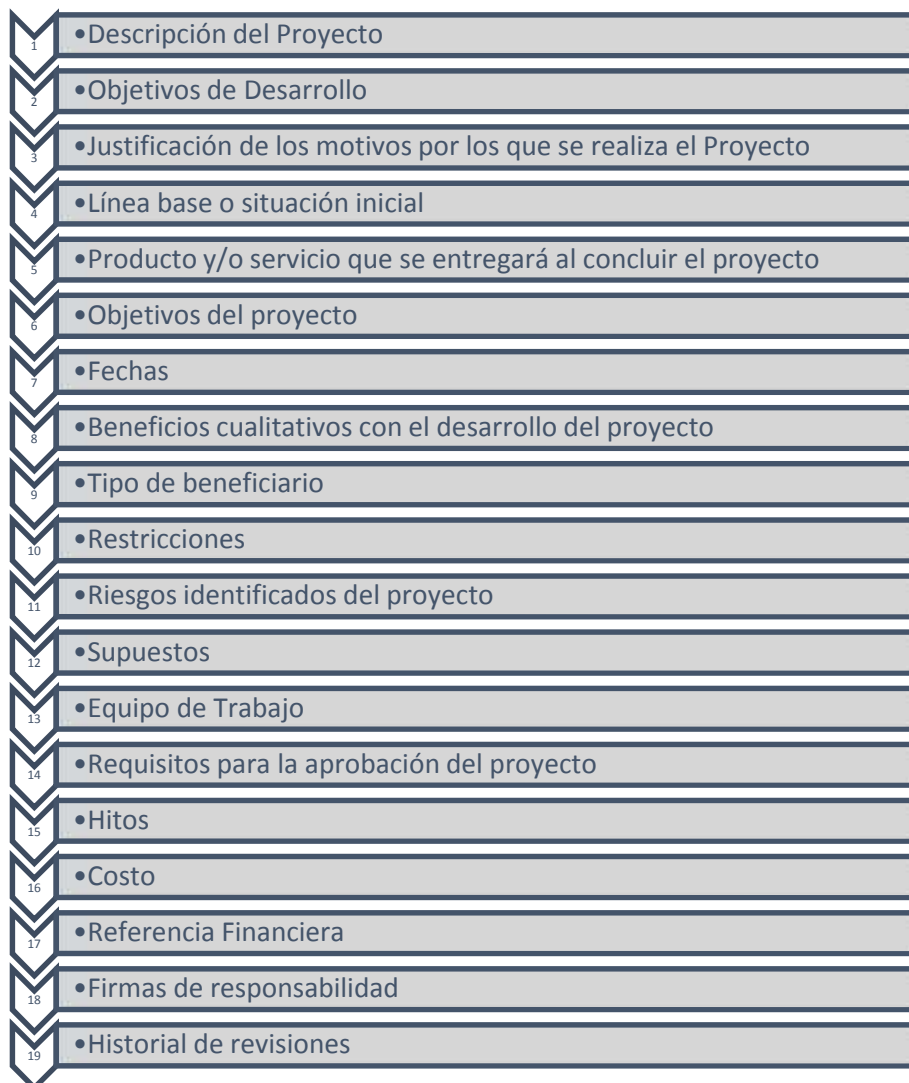 1 •Descripción del Proyecto
2 •Objetivos de Desarrollo
3 •Justificación de los motivos por los que se realiza el Proyecto
4 •Línea base o situación inicial
5 •Producto y/o servicio que se entregará al concluir el proyecto
6 •Objetivos del proyecto
7 •Fechas
8 •Beneficios cualitativos con el desarrollo del proyecto
9 •Tipo de beneficiario
10 •Restricciones
11 •Riesgos identificados del proyecto
12 •Supuestos
13 •Equipo de Trabajo
14 •Requisitos para la aprobación del proyecto
15 •Hitos
16 •Costo
17 •Referencia Financiera
18 •Firmas de responsabilidad
19 •Historial de revisiones